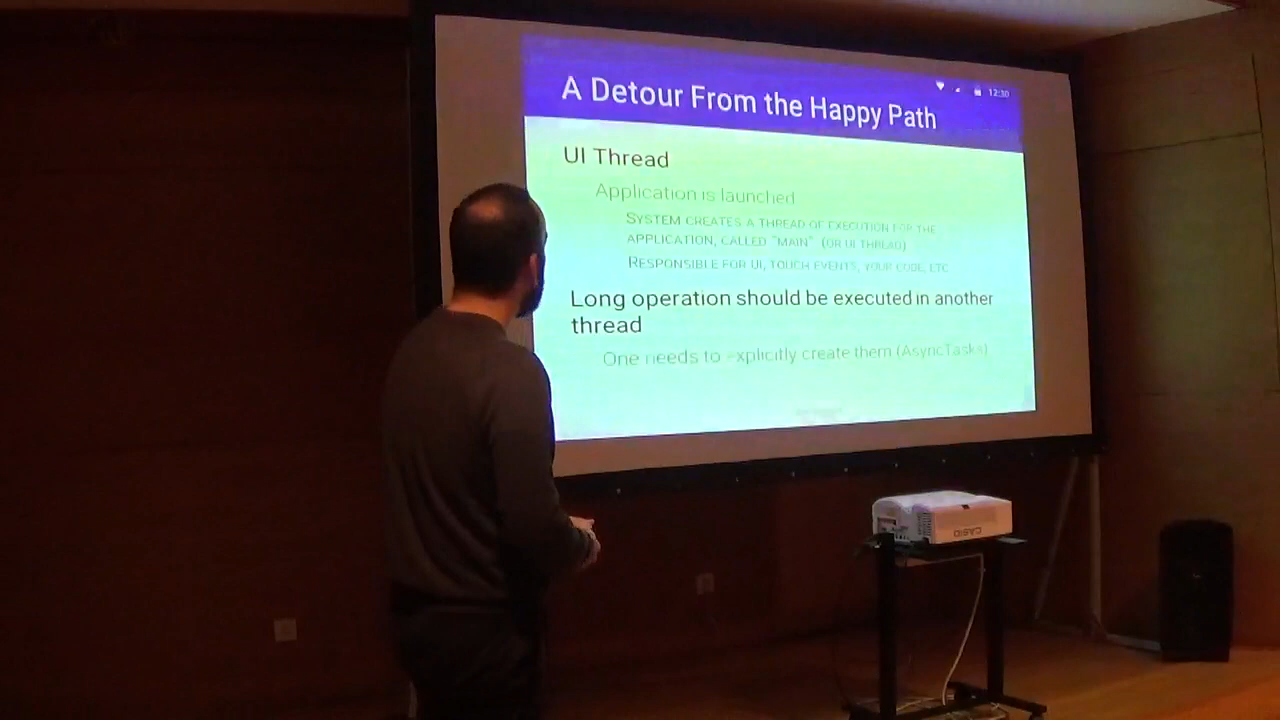 A Detour From the Happy Path
12:30
UI Thread
Application is launched
SYSTEM CREATES A THREAD OF EXECUTION FOR THE
APPLICATION, CALLED "MAIN" (OR UI THREAD)
RESPONSIBLE FOR UI, TOUCH EVENTS, YOUR CODE, ETC
Long operation should be executed in another
thread
One needs to explicitly create them (AsyncTasks)
CASIO